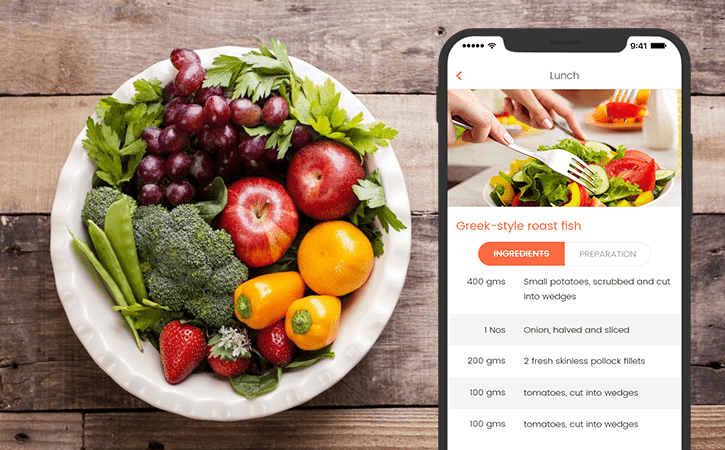 9:41
Lunch
Greek-style roast fish
INGREDIENTS PREPARATION
400 gms Small potatoes, scrubbed and cut
into wedges
1 Nos Onion, halved and sliced
200 gms 2 fresh skinless pollock fillets
100 gms tomatoes, cut into wedges
100 gms tomatoes, cut into wedges